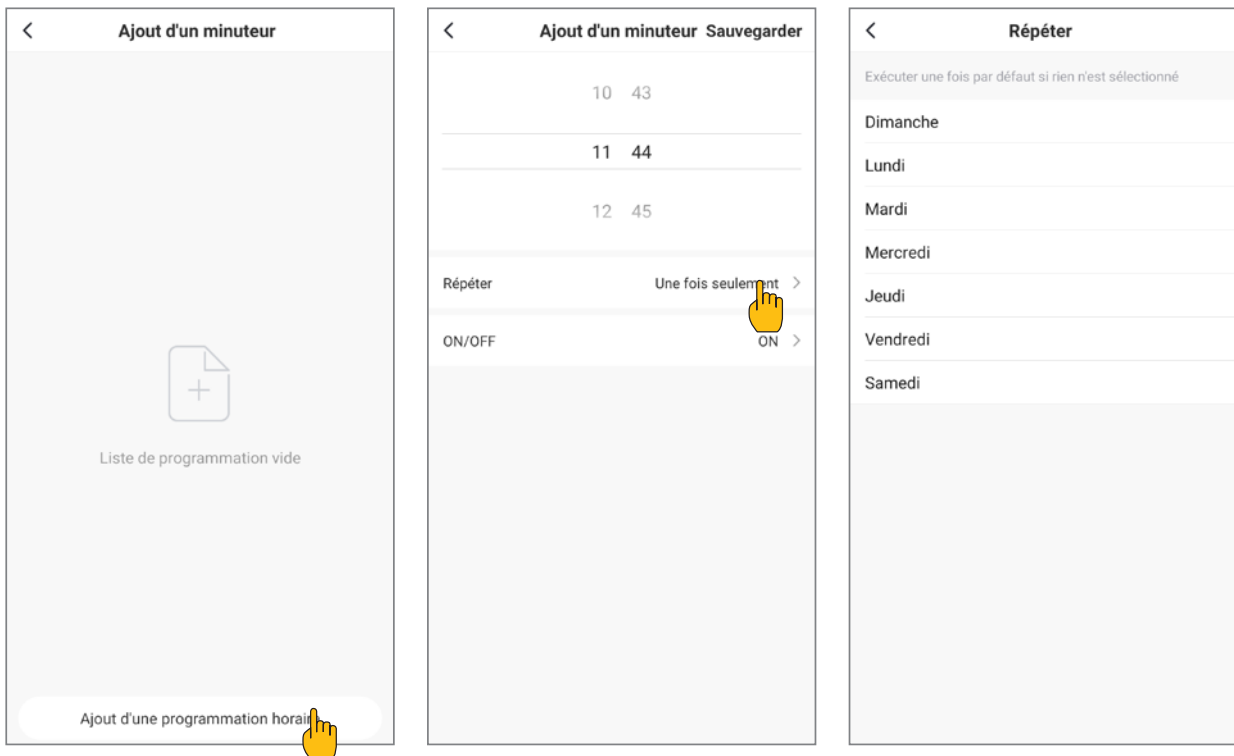 Ajout d'un minuteur
Liste de programmation vide
Ajout d'une programmation horaire
Ajout d'un minuteur Sauvegarder
10 43
11 44
12 45
Répéter Une fois seulement
ON/OFF ON
Répéter
Exécuter une fois par défaut si rien n'est sélectionné
Dimanche
Lundi
Mardi
Mercredi
Jeudi
Vendredi
Samedi